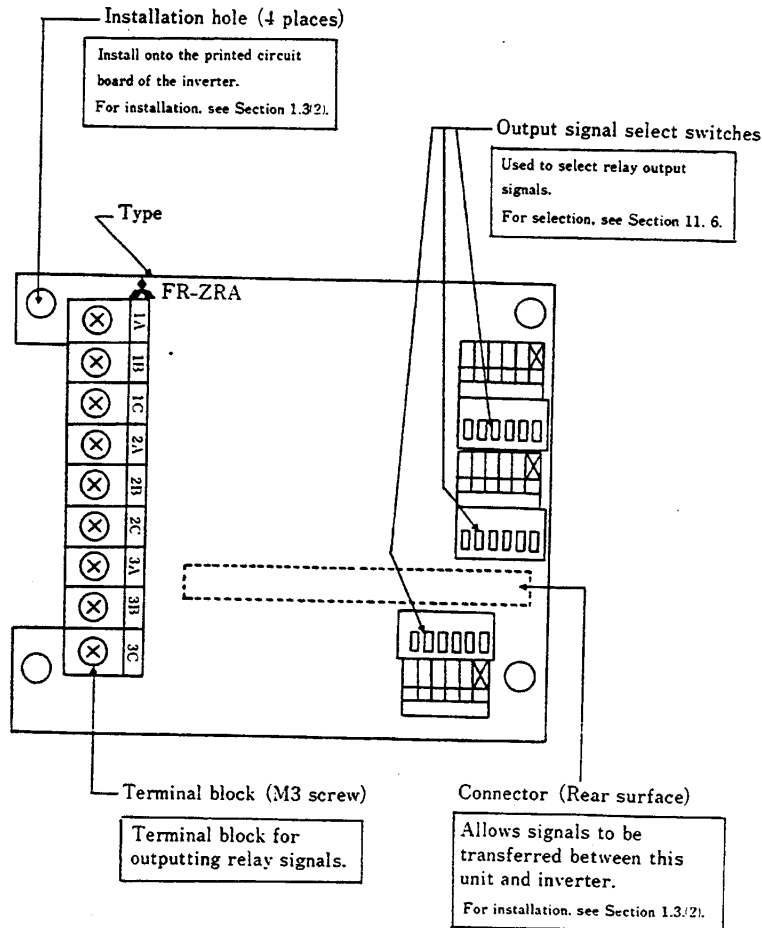 Installation hole (4 places)
Install onto the printed circuit
board of the inverter.
For installation, see Section 1.3(2).
Output signal select switches
Used to select relay output
signals.
For selection, see Section 11. 6.
Type
FR-ZRA
1A
1B
1C
2A
2B
2C
3A
3B
3C
Terminal block (M3 screw)
Terminal block for
outputting relay signals.
Connector (Rear surface)
Allows signals to be
transferred between this
unit and inverter.
For installation, see Section 1.3.(2).